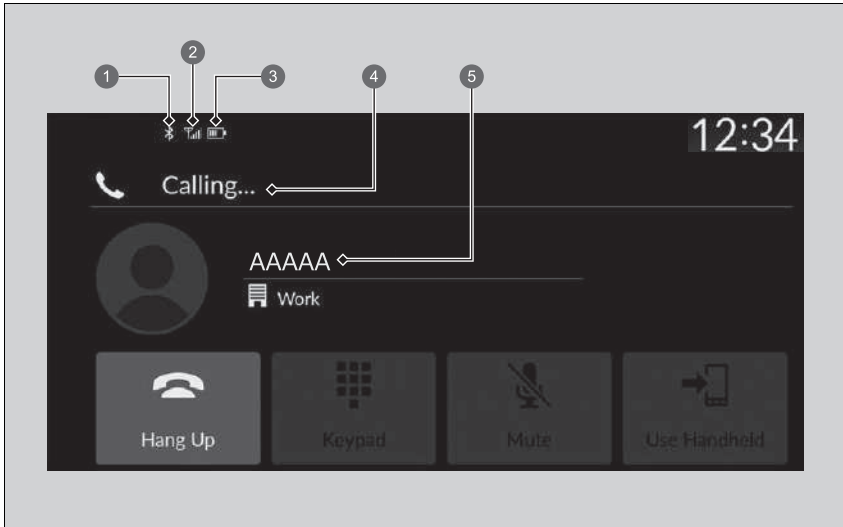 2
1 3 4 5
12:34
Calling...
AAAAA
Work
Hang Up Keypad Mute Use Handheld